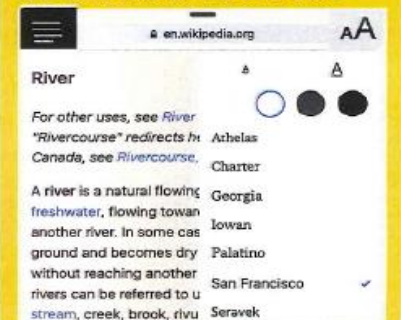 en.wikipedia.org
AA
A A
River
For other uses, see River
"Rivercourse" redirects he
Canada, see Rivercourse,
A river is a natural flowing
freshwater, flowing towar
another river. In some cas
ground and becomes dry
without reaching another
rivers can be referred to u
stream, creek, brook, rivu
Athelas
Charter
Georgia
Iowan
Palatino
San Francisco
Seravek